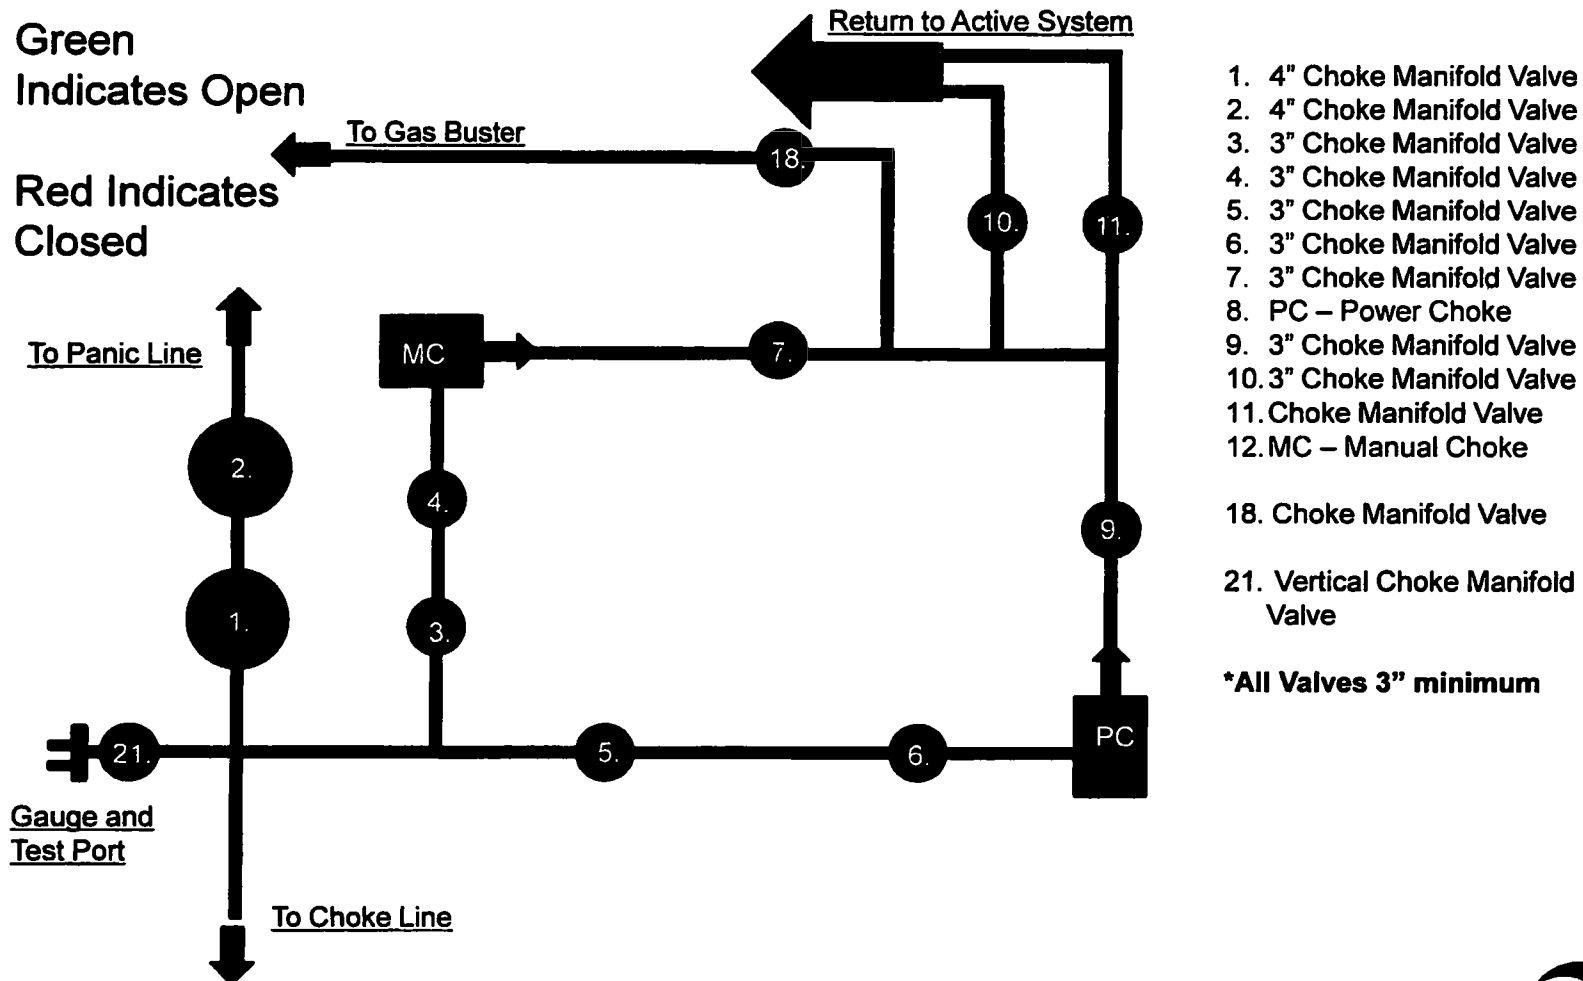 Green
Indicates Open
Red Indicates
Closed
Return to Active System
To Gas Buster
18.
10.
11.
To Panic Line
MC
7.
2.
4.
9.
1.
3.
21.
5.
6.
PC
Gauge and
Test Port
To Choke Line
1. 4" Choke Manifold Valve
2. 4" Choke Manifold Valve
3. 3" Choke Manifold Valve
4. 3" Choke Manifold Valve
5. 3" Choke Manifold Valve
6. 3" Choke Manifold Valve
7. 3" Choke Manifold Valve
8. PC – Power Choke
9. 3" Choke Manifold Valve
10. 3" Choke Manifold Valve
11. Choke Manifold Valve
12. MC – Manual Choke
18. Choke Manifold Valve
21. Vertical Choke Manifold
Valve
*All Valves 3" minimum